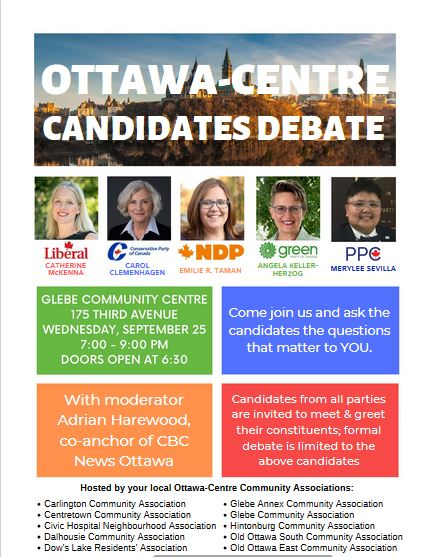 OTTAWA-CENTRE
CANDIDATES DEBATE
Liberal
CATHERINE
McKENNA
Conservative Party
of Canada
CAROL
CLEMENHAGEN
NDP
EMILIE R. TAMAN
green
ANGELA KELLER-
HERZOG
PPC
MERYLEE SEVILLA
GLEBE COMMUNITY CENTRE
175 THIRD AVENUE
WEDNESDAY, SEPTEMBER 25
7:00 - 9:00 PM
DOORS OPEN AT 6:30
Come join us and ask the
candidates the questions
that matter to YOU.
With moderator
Adrian Harewood,
co-anchor of CBC
News Ottawa
Candidates from all parties
are invited to meet & greet
their constituents; formal
debate is limited to the
above candidates
Hosted by your local Ottawa-Centre Community Associations:
• Carlington Community Association
• Centretown Community Association
• Civic Hospital Neighbourhood Association
• Dalhousie Community Association
• Dow's Lake Residents' Association
• Glebe Annex Community Association
• Glebe Community Association
• Hintonburg Community Association
• Old Ottawa South Community Association
• Old Ottawa East Community Association